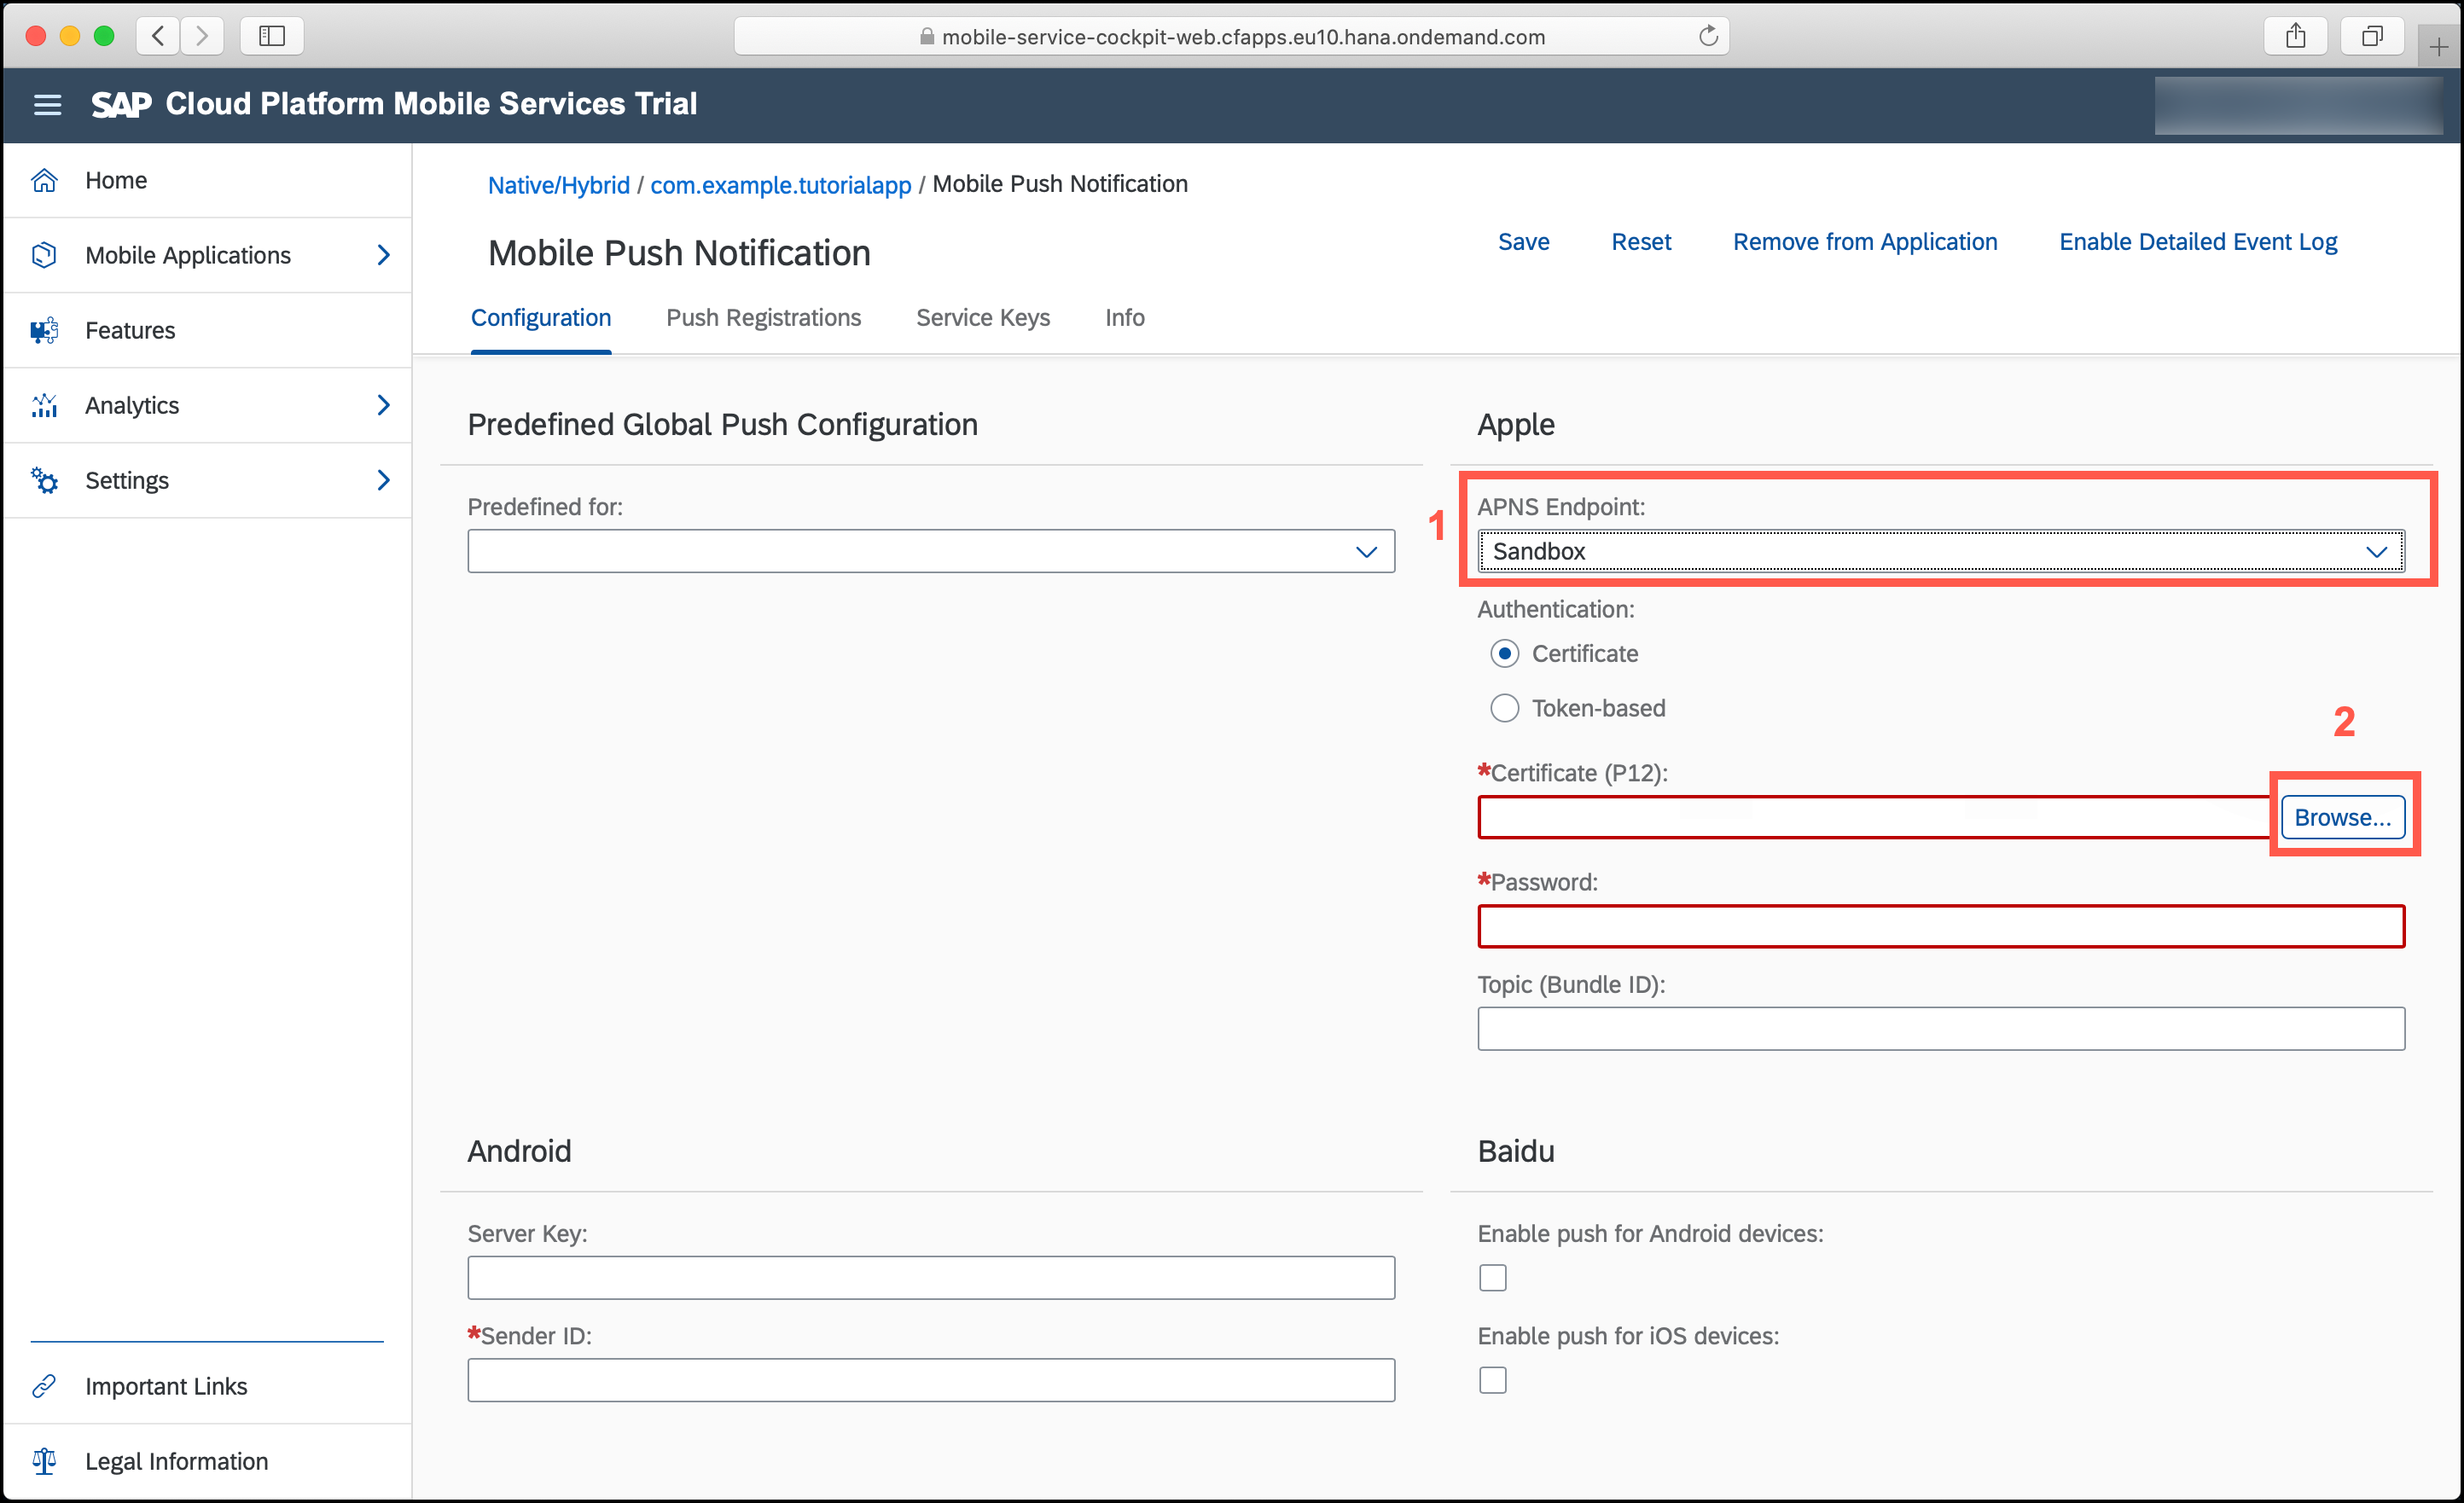 mobile-service-cockpit-web.cfapps.eu10.hana.ondemand.com
SAP Cloud Platform Mobile Services Trial
Home
Mobile Applications
Features
Analytics
Settings
Important Links
Legal Information
Native/Hybrid / com.example.tutorialapp / Mobile Push Notification
Mobile Push Notification
Save Reset Remove from Application Enable Detailed Event Log
Configuration Push Registrations Service Keys Info
Predefined Global Push Configuration
Predefined for:
Apple
1
APNS Endpoint:
Sandbox
Authentication:
Certificate
Token-based
2
*Certificate (P12):
Browse...
*Password:
Topic (Bundle ID):
Android
Server Key:
*Sender ID:
Baidu
Enable push for Android devices:
Enable push for iOS devices: